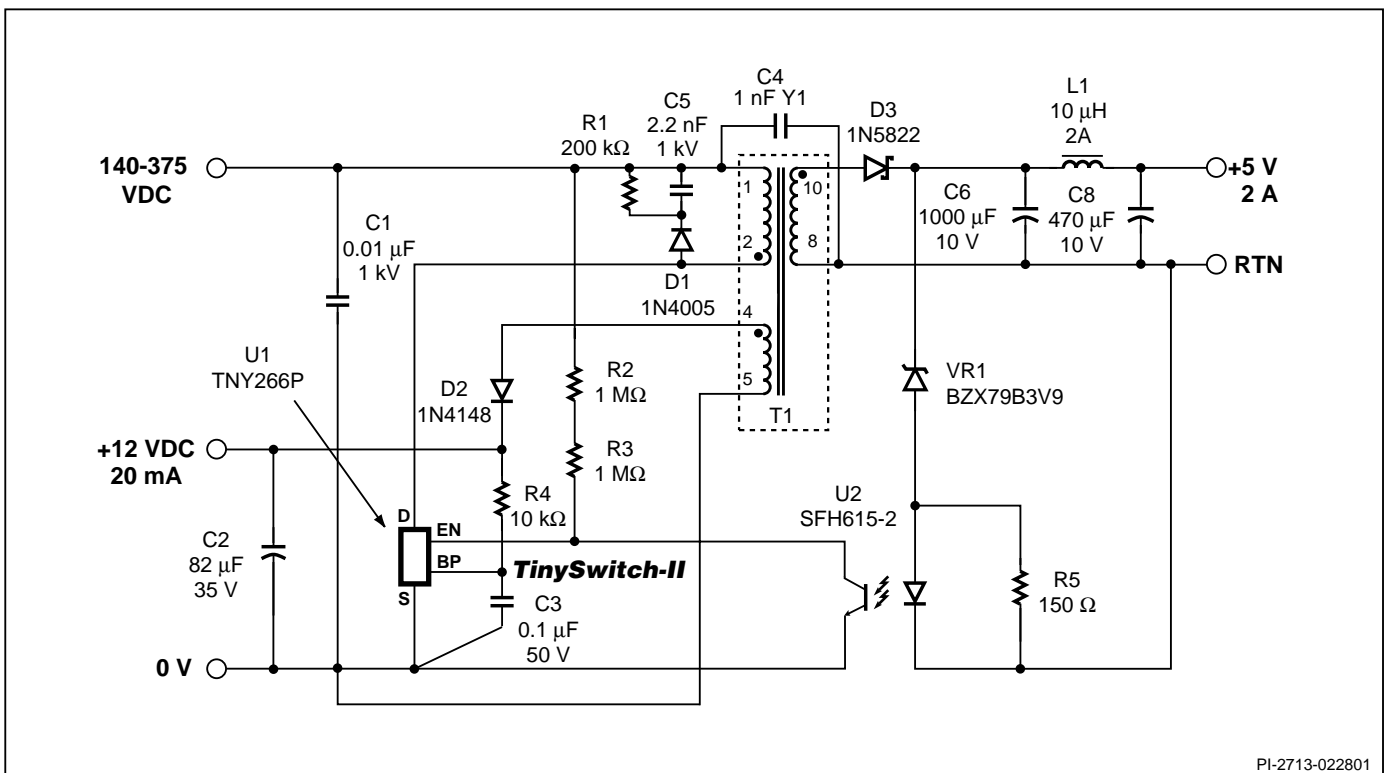 C4
1 nF Y1
C5
2.2 nF
1 kV
R1
200 kΩ
D3
1N5822
L1
10 μH
2A
140-375
VDC
+5 V
2 A
1
10
C1
0.01 μF
1 kV
C6
1000 μF
10 V
C8
470 μF
10 V
2
8
RTN
D1
1N4005
4
U1
TNY266P
D2
1N4148
R2
1 MΩ
5
VR1
BZX79B3V9
T1
+12 VDC
20 mA
R3
1 MΩ
R4
10 kΩ
U2
SFH615-2
D
EN
BP
S
TinySwitch-II
C2
82 μF
35 V
C3
0.1 μF
50 V
R5
150 Ω
0 V
PI-2713-022801